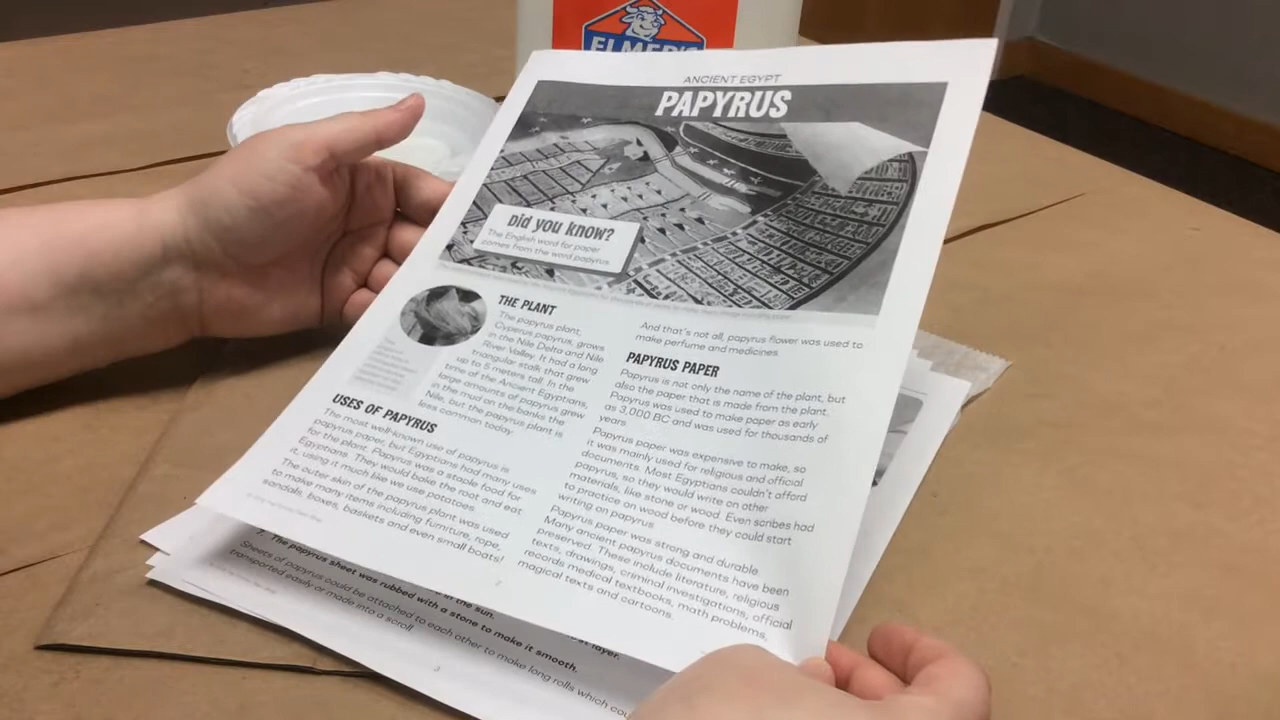 ELMER'S
ANCIENT EGYPT
PAPYRUS
Did you know?
The English word for paper
comes from the word papyrus.
THE PLANT
The papyrus plant,
Cyperus papyrus, grows
in the Nile Delta and Nile
River Valley. It had a long
triangular stalk that grew
up to 5 meters tall. In the
time of the Ancient Egyptians,
large amounts of papyrus grew
in the mud on the banks the
Nile, but the papyrus plant is
less common today.
USES OF PAPYRUS
The most well-known use of papyrus is
papyrus paper, but Egyptians had many uses
for the plant. Papyrus was a staple food for
Egyptians. They would bake the root and eat
it, using it much like we use potatoes.
The outer skin of the papyrus plant was used
to make many items including furniture, rope,
sandals, boxes, baskets and even small boats!
2
And that's not all, papyrus flower was used to
make perfume and medicines.
PAPYRUS PAPER
Papyrus is not only the name of the plant, but
also the paper that is made from the plant.
Papyrus was used to make paper as early
as 3,000 BC and was used for thousands of
years.
Papyrus paper was expensive to make, so
it was mainly used for religious and official
documents. Most Egyptians couldn't afford
papyrus, so they would write on other
materials, like stone or wood. Even scribes had
to practice on wood before they could start
writing on papyrus.
Papyrus paper was strong and durable.
Many ancient papyrus documents have been
preserved. These include literature, religious
texts, drawings, criminal investigations, official
records medical textbooks, math problems,
magical texts and cartoons.
in the sun.
layer.
7. The papyrus sheet was rubbed with a stone to make it smooth.
Sheets of papyrus could be attached to each other to make long rolls which
transported easily or made into a scroll.
3